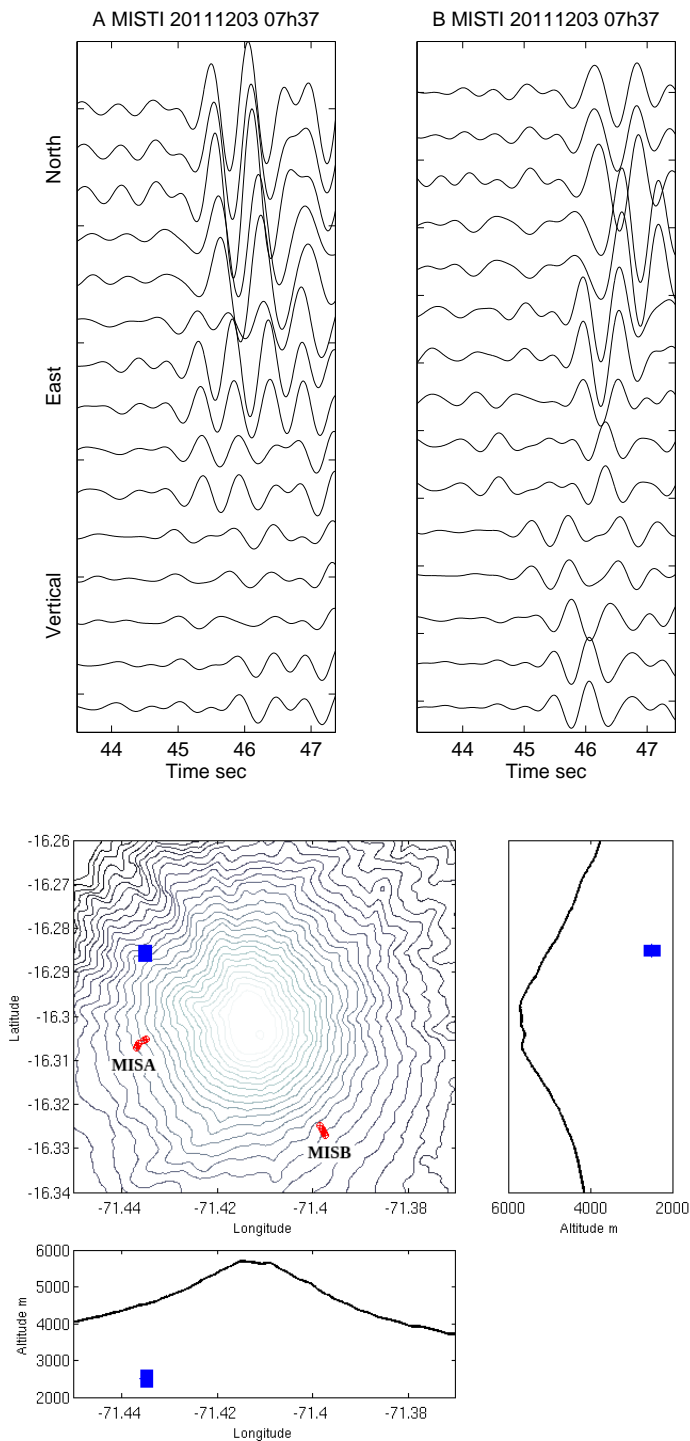 A MISTI 20111203 07h37
B MISTI 20111203 07h37
North
East
Vertical
44 45 46 47
Time sec
44 45 46 47
Time sec
-16.26
-16.27
-16.28
-16.29
-16.3
-16.31
-16.32
-16.33
-16.34
Latitude
MISA
MISB
-71.44 -71.42 -71.4 -71.38
Longitude
6000 4000 2000
Altitude m
6000
5000
4000
3000
2000
Altitude m
-71.44 -71.42 -71.4 -71.38
Longitude